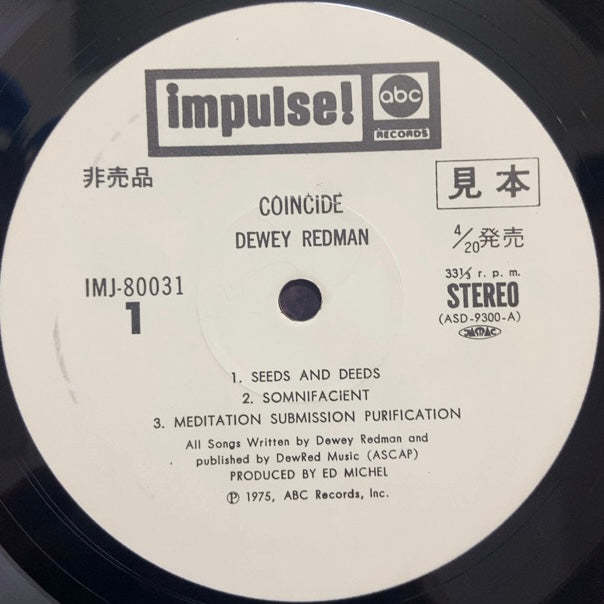 impulse!
abc
RECORDS
非売品
見本
COINCIDE
DEWEY REDMAN
4/20発売
IMJ-80031
1
33⅓ r. p. m.
STEREO
(ASD-9300-A)
JASRAC
1. SEEDS AND DEEDS
2. SOMNIFACIENT
3. MEDITATION SUBMISSION PURIFICATION
All Songs Written by Dewey Redman and
published by DewRed Music (ASCAP)
PRODUCED BY ED MICHEL
℗ 1975, ABC Records, Inc.